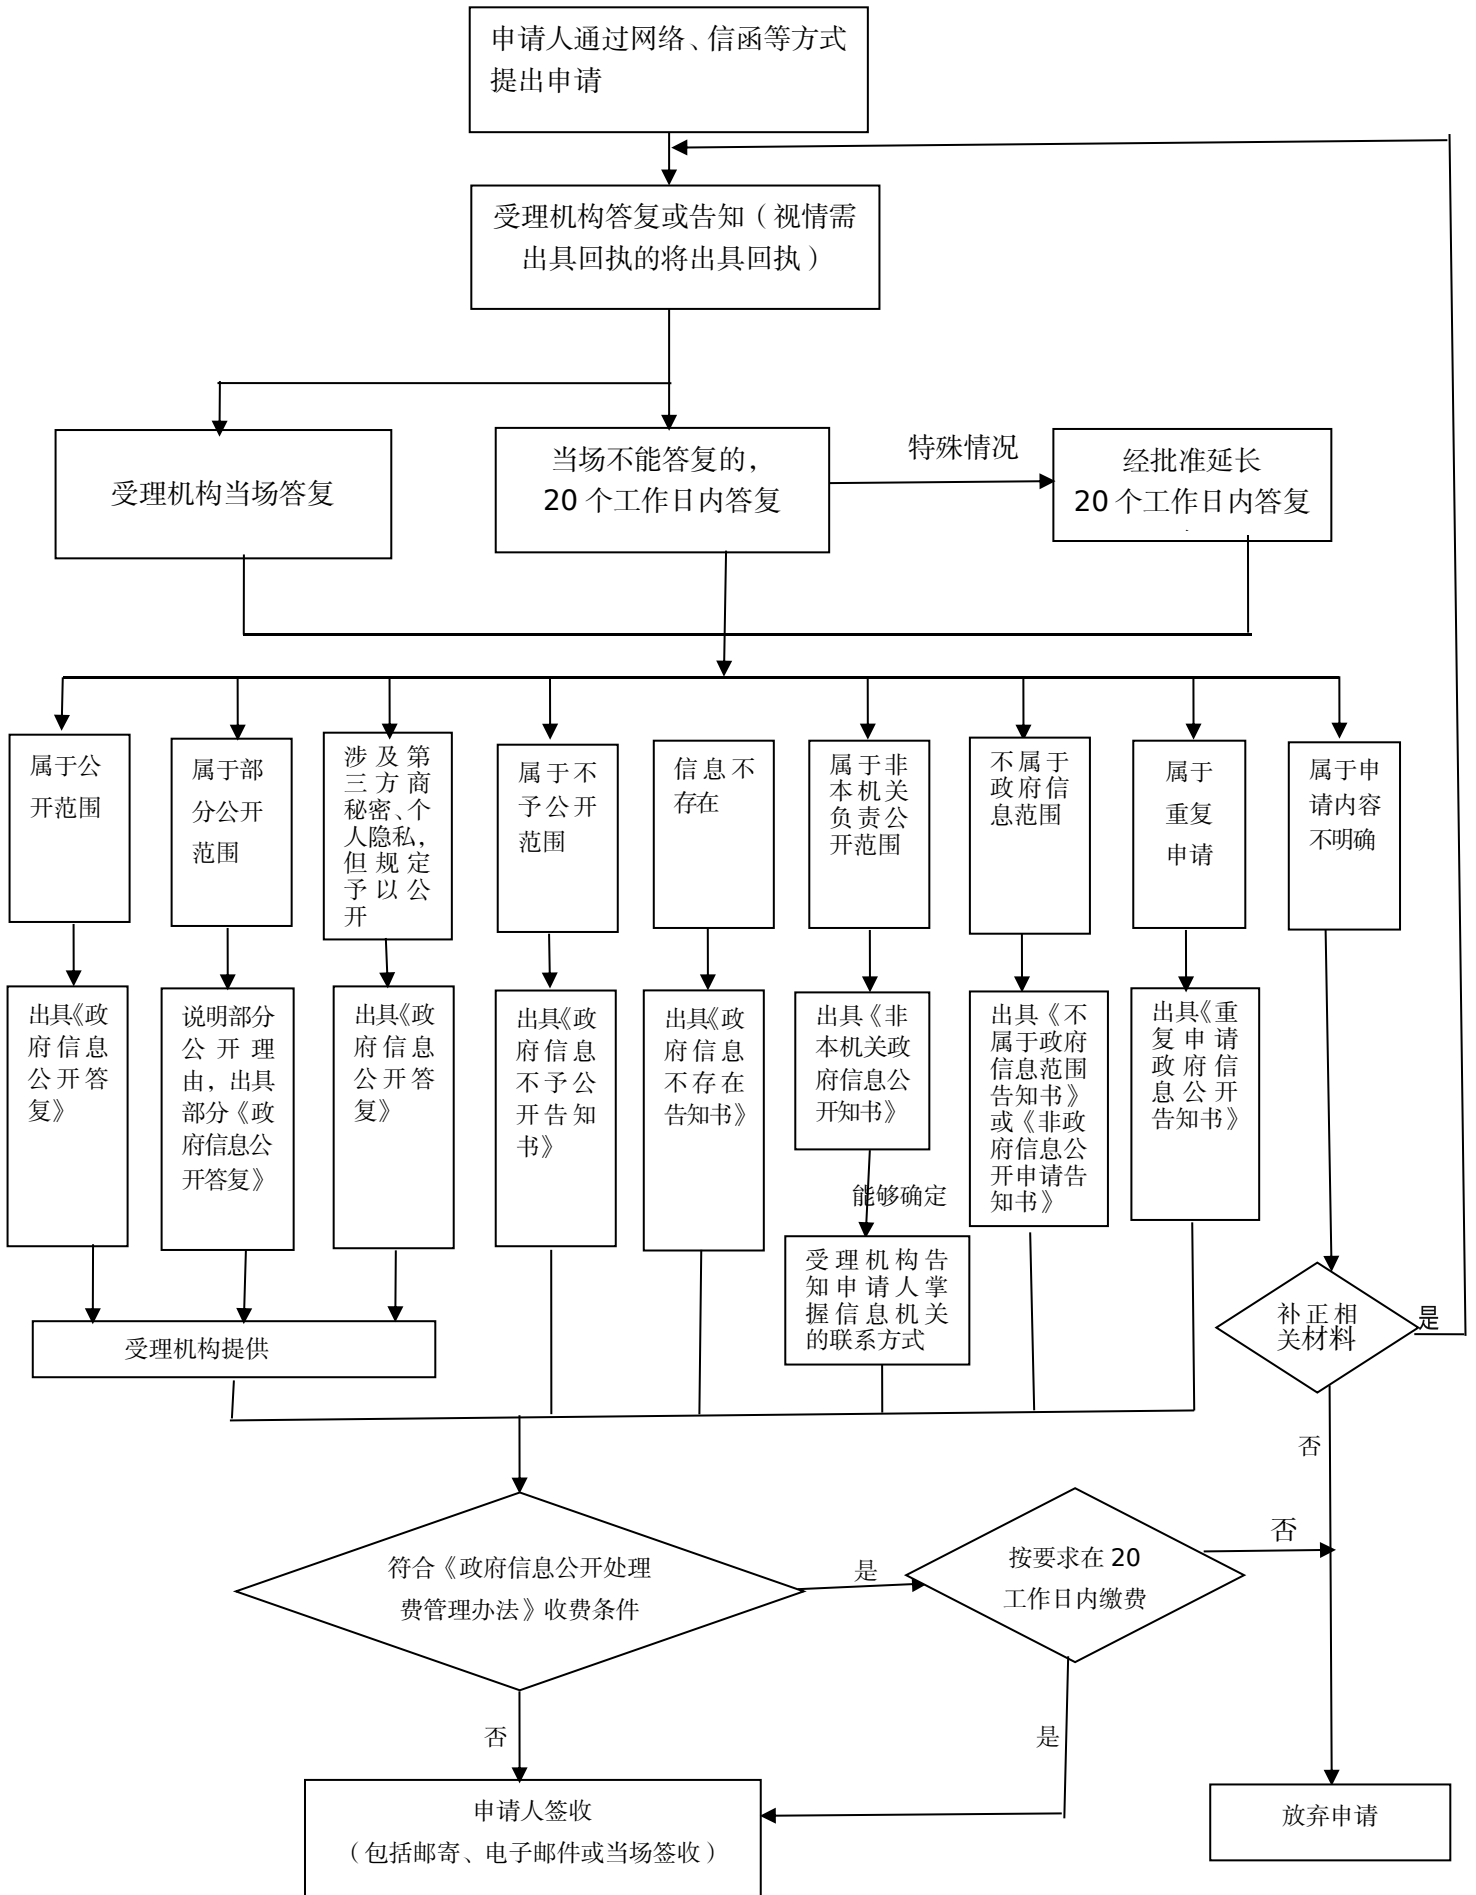 申请人通过网络、信函等方式
提出申请
受理机构答复或告知（视情需
出具回执的将出具回执）
受理机构当场答复
当场不能答复的，
20 个工作日内答复
特殊情况
经批准延长
20 个工作日内答复
属于公
开范围
属于部
分公开
范围
涉及第
三方商
秘密、个
人隐私，
但规定
予以公
开
属于不
予公开
范围
信息不
存在
属于非
本机关
负责公
开范围
不属于
政府信
息范围
属于
重复
申请
属于申
请内容
不明确
出具《政
府信息
公开答
复》
说明部分
公开理
由，出具
部分《政
府信息公
开答复》
出具《政
府信息
公开答
复》
出具《政
府信息
不予公
开告知
书》
出具《政
府信息
不存在
告知书》
出具《非
本机关政
府信息公
开知书》
出具《不
属于政府
信息范围
告知书》
或《非政
府信息公
开申请告
知书》
出具《重
复申请
政府信
息公开
告知书》
能够确定
受理机构告
知申请人掌
握信息机关
的联系方式
受理机构提供
补正相
关材料
是
否
符合《政府信息公开处理
费管理办法》收费条件
是
按要求在 20
工作日内缴费
否
否
是
申请人签收
（包括邮寄、电子邮件或当场签收）
放弃申请